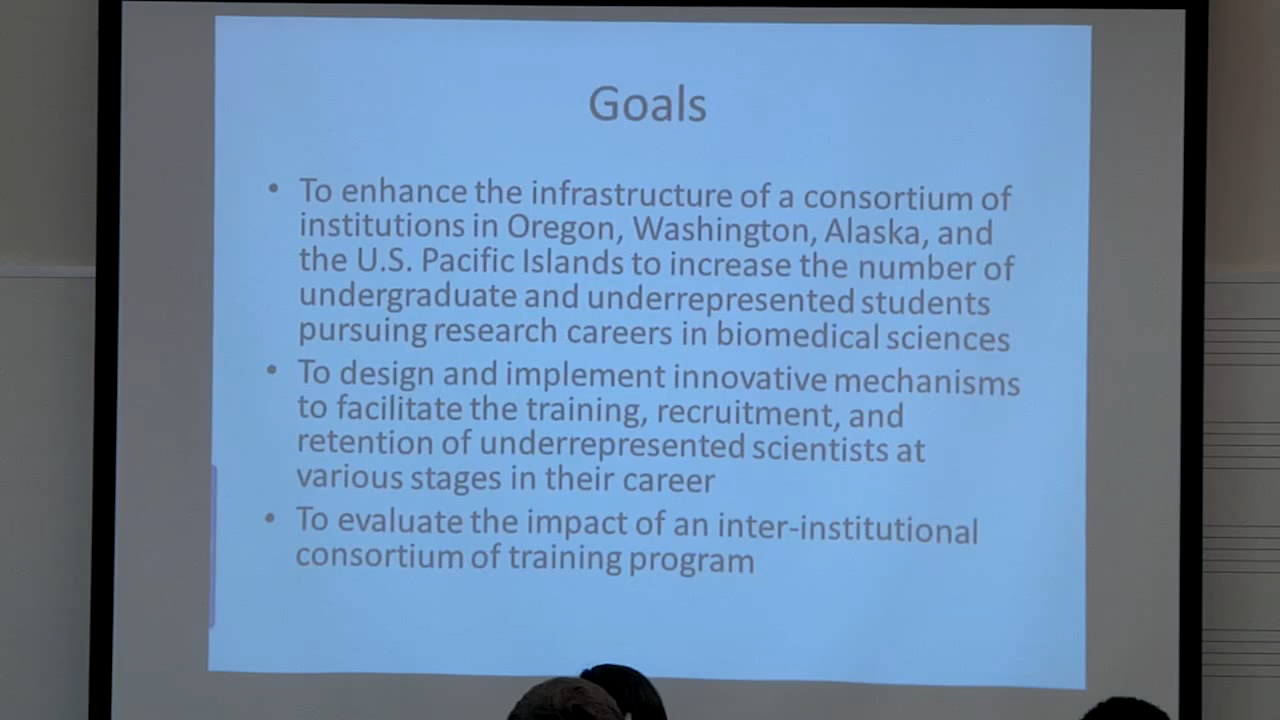 Goals
• To enhance the infrastructure of a consortium of
institutions in Oregon, Washington, Alaska, and
the U.S. Pacific Islands to increase the number of
undergraduate and underrepresented students
pursuing research careers in biomedical sciences
• To design and implement innovative mechanisms
to facilitate the training, recruitment, and
retention of underrepresented scientists at
various stages in their career
• To evaluate the impact of an inter-institutional
consortium of training program